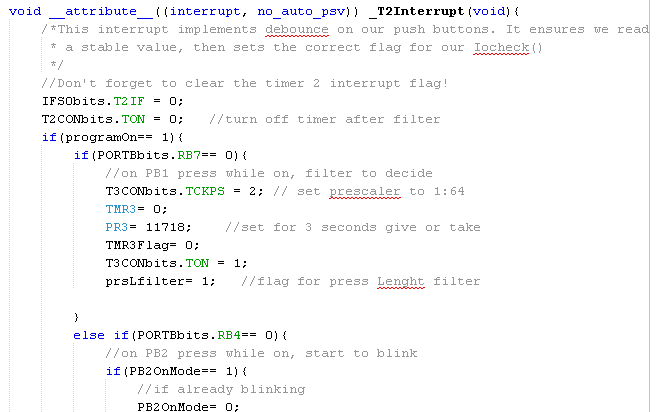 void __attribute__((interrupt, no_auto_psv)) _T2Interrupt(void){
/*This interrupt implements debounce on our push buttons. It ensures we read
* a stable value, then sets the correct flag for our Iocheck()
*/
//Don't forget to clear the timer 2 interrupt flag!
IFS0bits.T2IF = 0;
T2CONbits.TON = 0;   //turn off timer after filter
if(programOn== 1){
if(PORTBbits.RB7== 0){
//on PB1 press while on, filter to decide
T3CONbits.TCKPS = 2; // set prescaler to 1:64
TMR3= 0;
PR3= 11718;    //set for 3 seconds give or take
TMR3Flag= 0;
T3CONbits.TON = 1;
prsLfilter= 1;   //flag for press Lenght filter
}
else if(PORTBbits.RB4== 0){
//on PB2 press while on, start to blink
if(PB2OnMode== 1){
//if already blinking
PB2OnMode= 0;